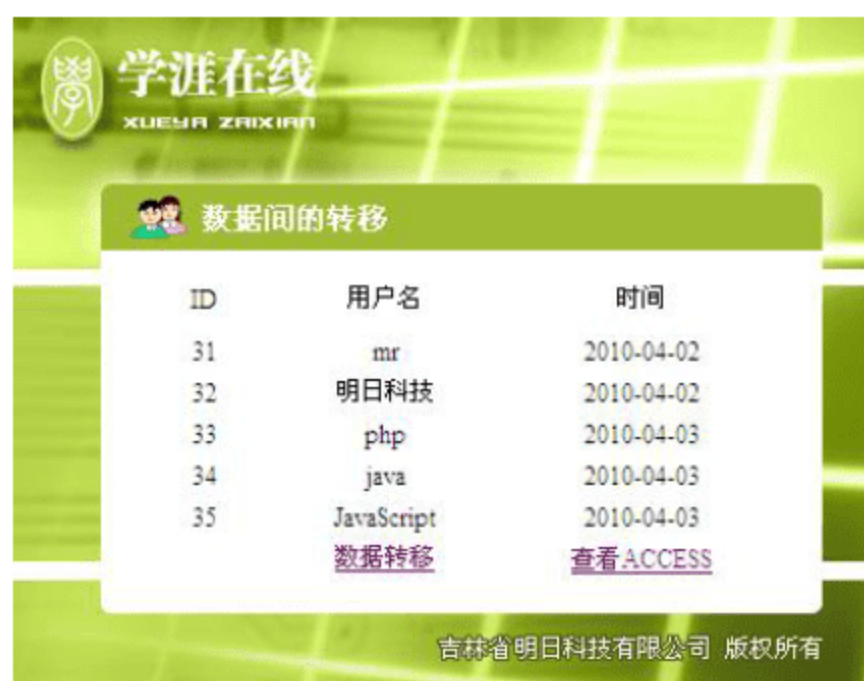 學
学涯在线
XUEYA ZAIXIAN
数据间的转移
ID 用户名 时间
31 mr 2010-04-02
32 明日科技 2010-04-02
33 php 2010-04-03
34 java 2010-04-03
35 JavaScript 2010-04-03
数据转移 查看ACCESS
吉林省明日科技有限公司 版权所有